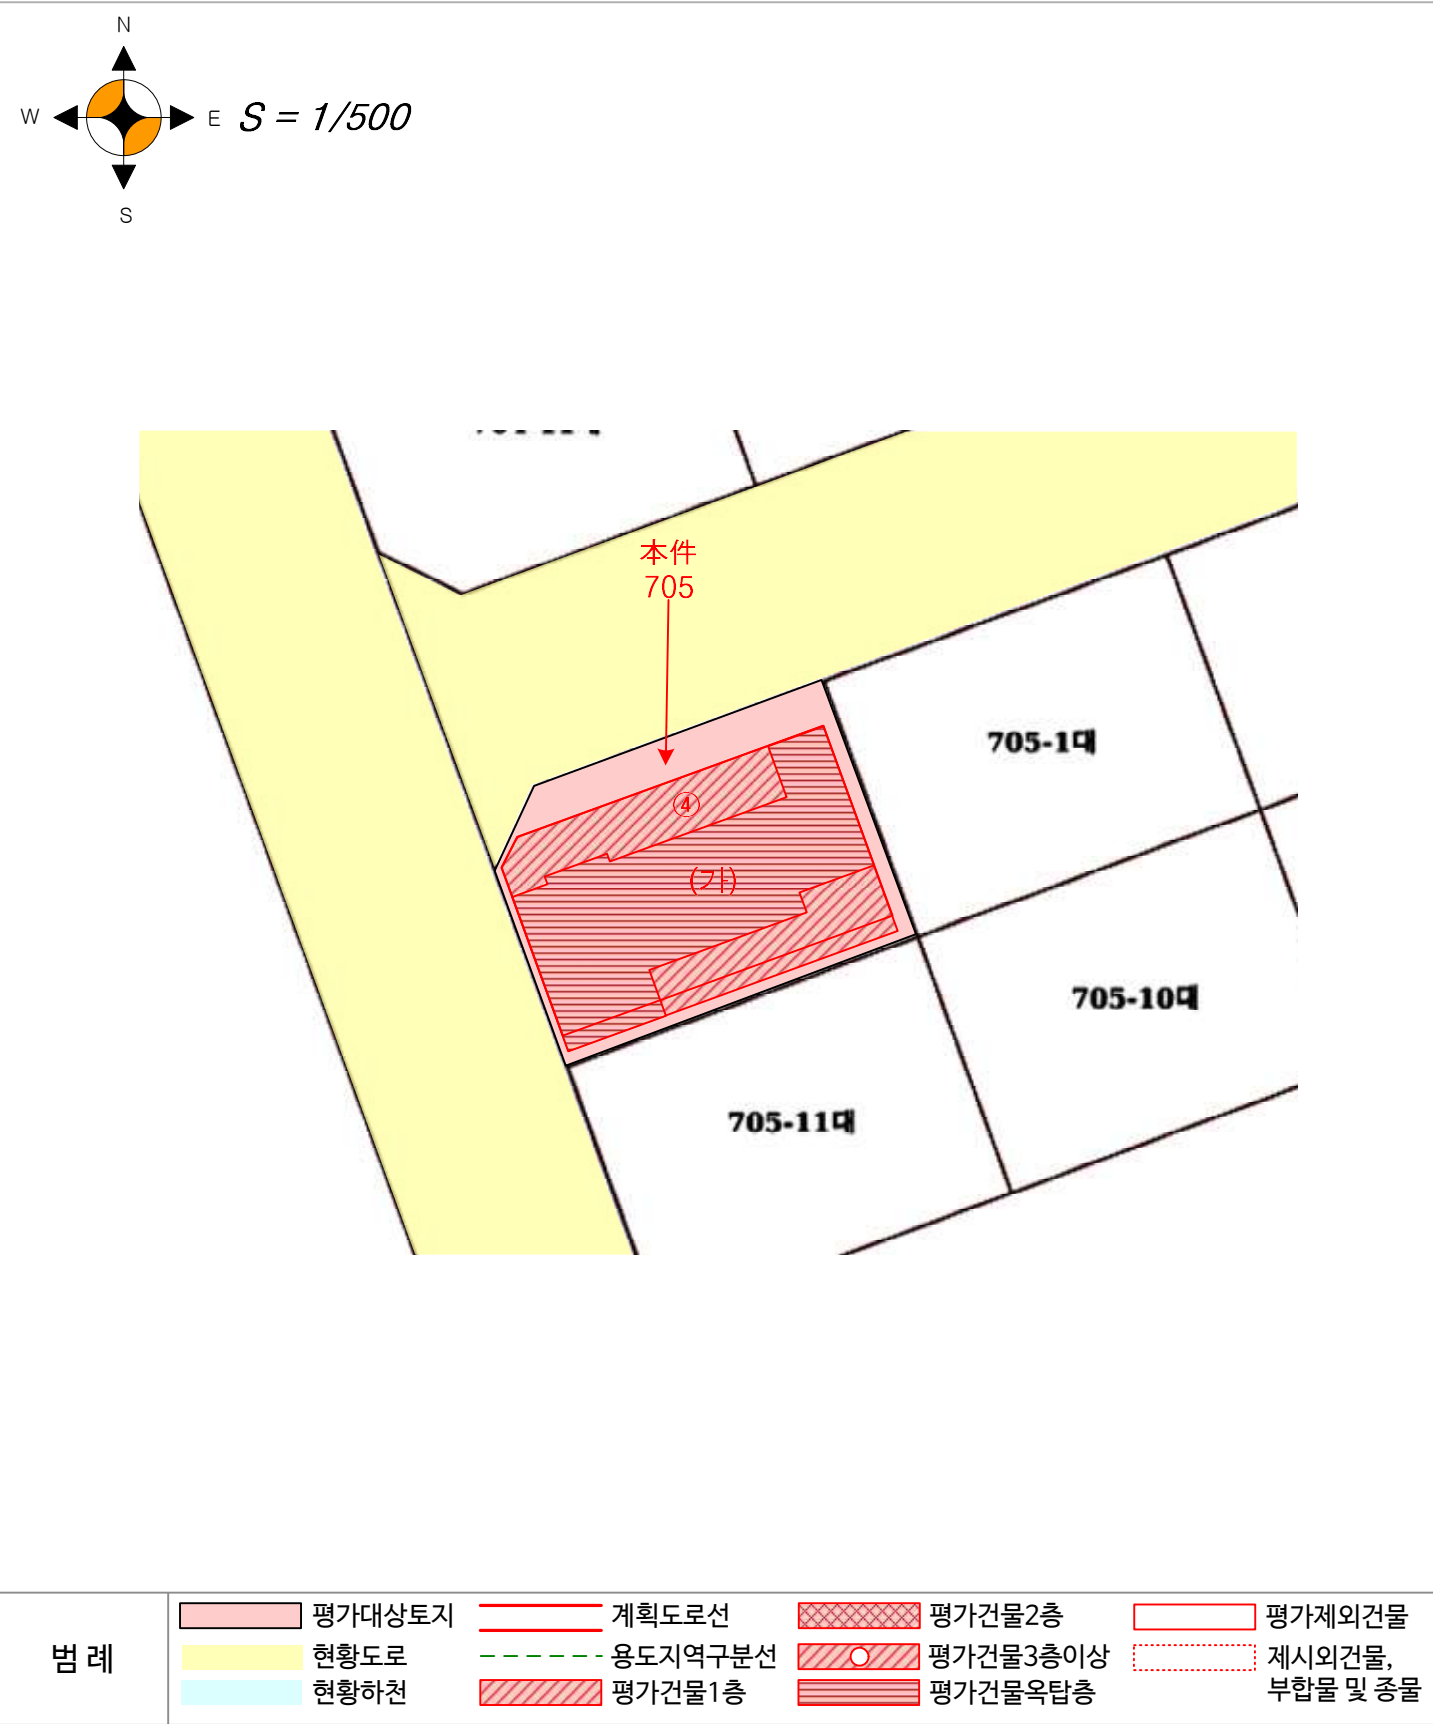 N
W E S = 1/500
S
本件
705
705-1대
④
(가)
705-10대
705-11대
범례
평가대상토지
현황도로
현황하천
계획도로선
용도지역구분선
평가건물1층
평가건물2층
평가건물3층이상
평가건물옥탑층
평가제외건물
제시외건물,
부합물 및 종물